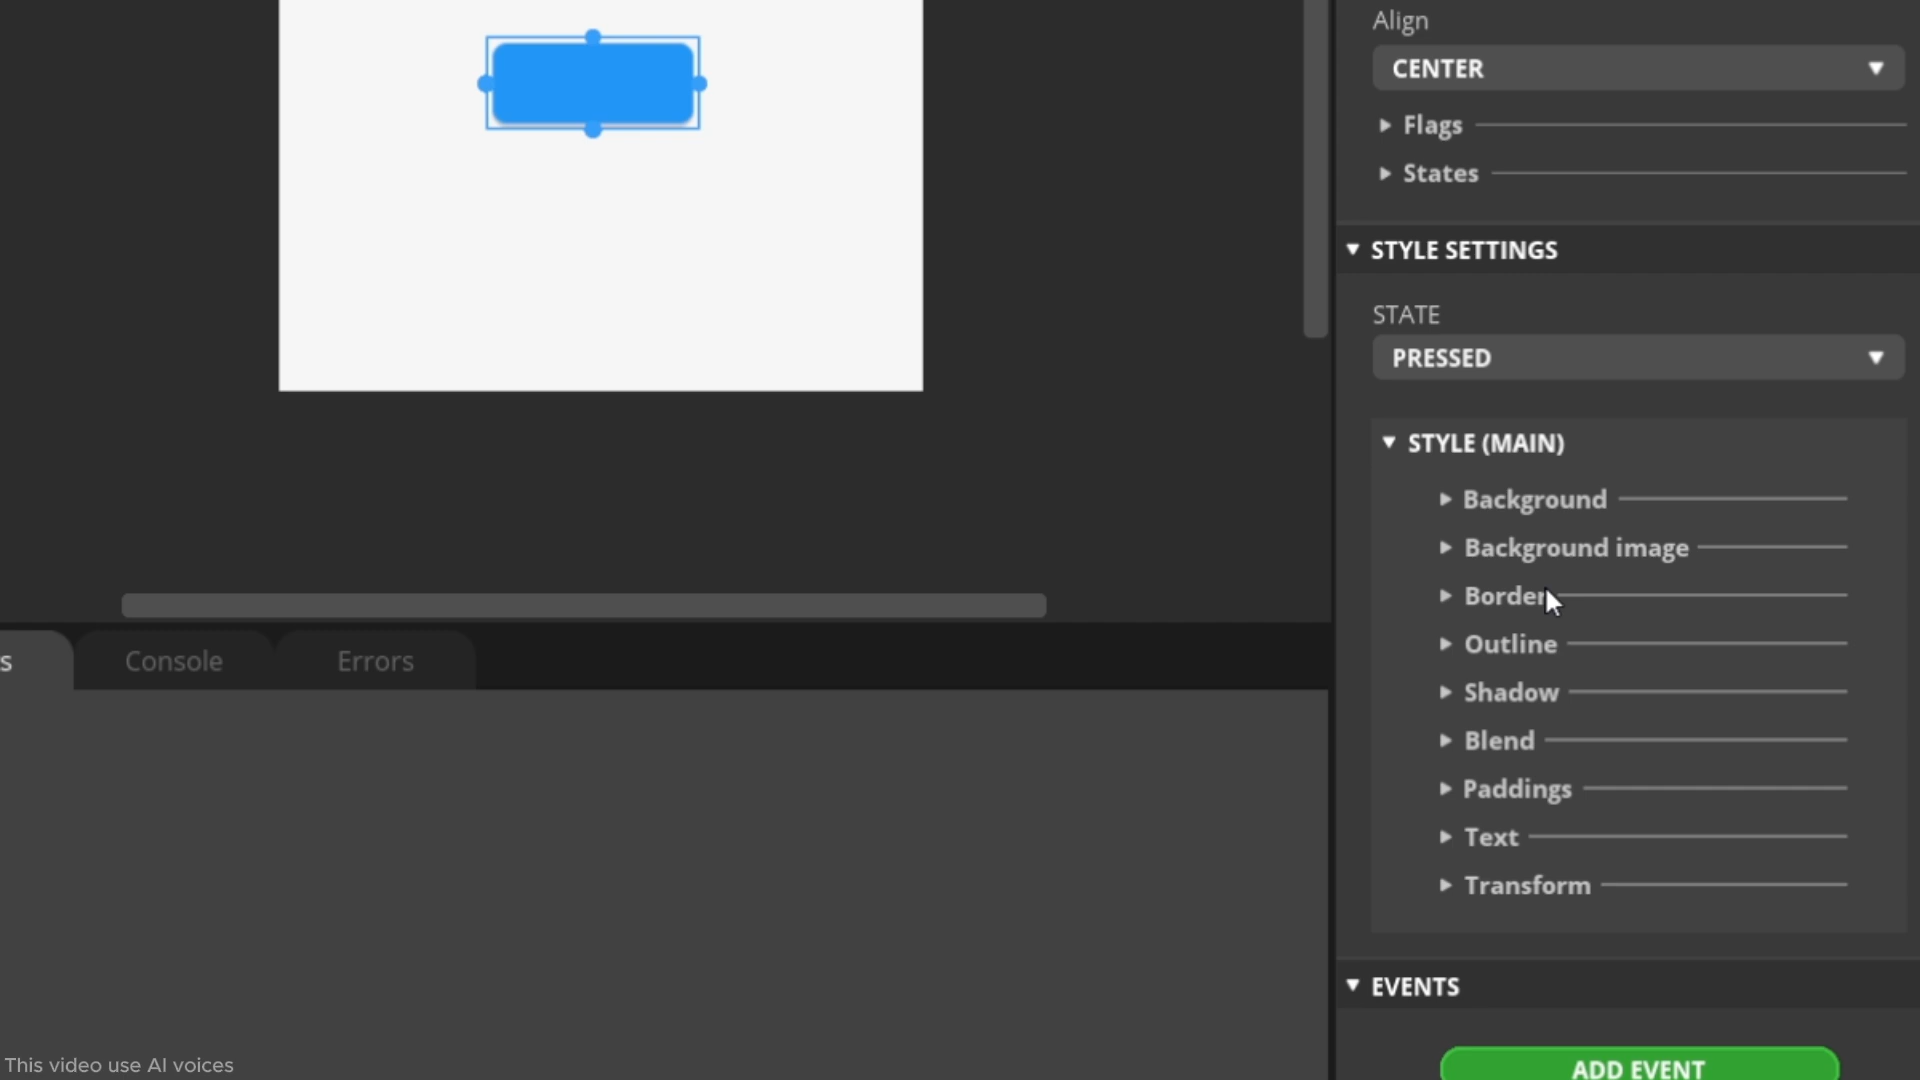 Align
CENTER
Flags
States
STYLE SETTINGS
STATE
PRESSED
STYLE (MAIN)
Background
Background image
Border
Outline
Shadow
Blend
Paddings
Text
Transform
EVENTS
ADD EVENT
s Console Errors
This video use AI voices